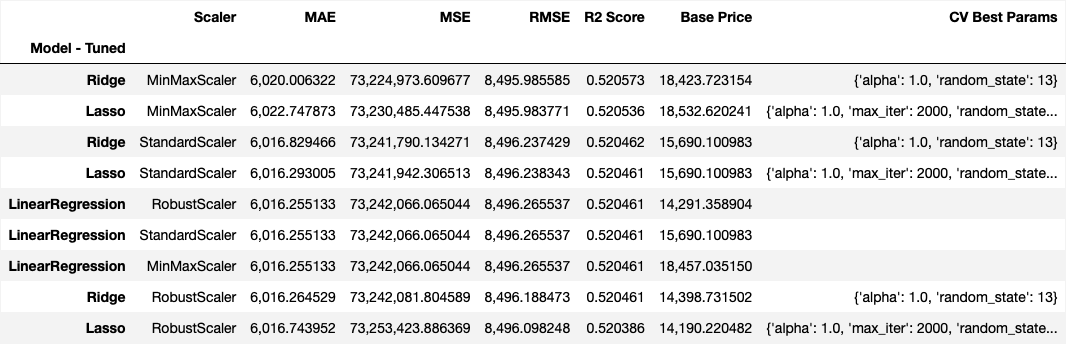 Scaler MAE MSE RMSE R2 Score Base Price CV Best Params
Model - Tuned
Ridge MinMaxScaler 6,020.006322 73,224,973.609677 8,495.985585 0.520573 18,423.723154 {'alpha': 1.0, 'random_state': 13}
Lasso MinMaxScaler 6,022.747873 73,230,485.447538 8,495.983771 0.520536 18,532.620241 {'alpha': 1.0, 'max_iter': 2000, 'random_state...
Ridge StandardScaler 6,016.829466 73,241,790.134271 8,496.237429 0.520462 15,690.100983 {'alpha': 1.0, 'random_state': 13}
Lasso StandardScaler 6,016.293005 73,241,942.306513 8,496.238343 0.520461 15,690.100983 {'alpha': 1.0, 'max_iter': 2000, 'random_state...
LinearRegression RobustScaler 6,016.255133 73,242,066.065044 8,496.265537 0.520461 14,291.358904
LinearRegression StandardScaler 6,016.255133 73,242,066.065044 8,496.265537 0.520461 15,690.100983
LinearRegression MinMaxScaler 6,016.255133 73,242,066.065044 8,496.265537 0.520461 18,457.035150
Ridge RobustScaler 6,016.264529 73,242,081.804589 8,496.188473 0.520461 14,398.731502 {'alpha': 1.0, 'random_state': 13}
Lasso RobustScaler 6,016.743952 73,253,423.886369 8,496.098248 0.520386 14,190.220482 {'alpha': 1.0, 'max_iter': 2000, 'random_state...